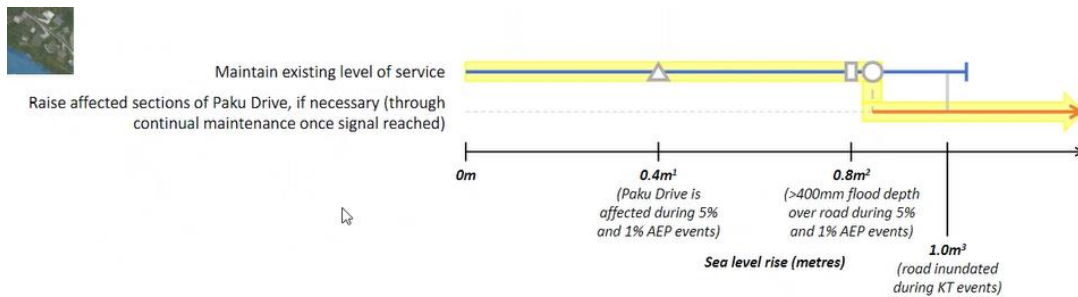 Maintain existing level of service
Raise affected sections of Paku Drive, if necessary (through
continual maintenance once signal reached)
0m
0.4m¹
(Paku Drive is
affected during 5%
and 1% AEP events)
0.8m²
(>400mm flood depth
over road during 5%
and 1% AEP events)
Sea level rise (metres)
1.0m³
(road inundated
during KT events)